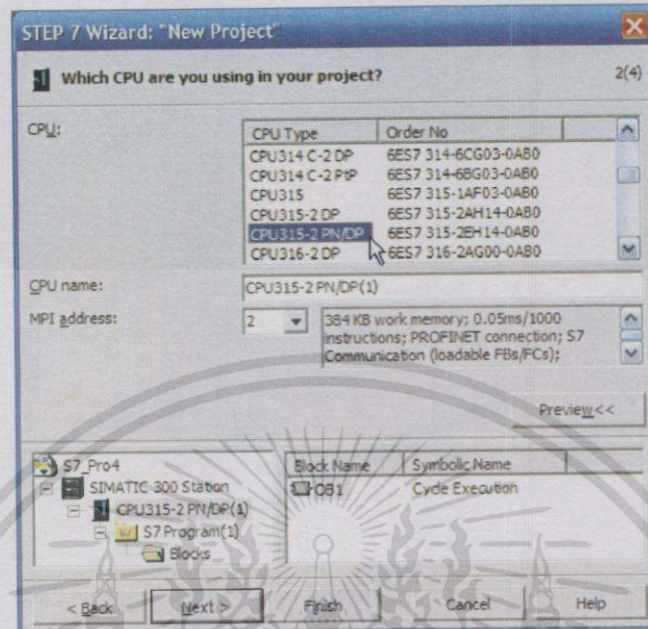 STEP 7 Wizard: "New Project"
Which CPU are you using in your project? 2(4)
CPU: CPU Type Order No
CPU314 C-2 DP 6ES7 314-6CG03-0AB0
CPU314 C-2 PtP 6ES7 314-6BG03-0AB0
CPU315 6ES7 315-1AF03-0AB0
CPU315-2 DP 6ES7 315-2AH14-0AB0
CPU315-2 PN/DP 6ES7 315-2EH14-0AB0
CPU316-2 DP 6ES7 316-2AG00-0AB0
CPU name: CPU315-2 PN/DP(1)
MPI address: 2 384 KB work memory; 0.05ms/1000
instructions; PROFINET connection; S7
Communication (loadable FBs/FCs);
Preview<<
S7_Pro4 Block Name Symbolic Name
SIMATIC 300 Station OB1 Cycle Execution
CPU315-2 PN/DP(1)
S7 Program(1)
Blocks
< Back Next > Finish Cancel Help